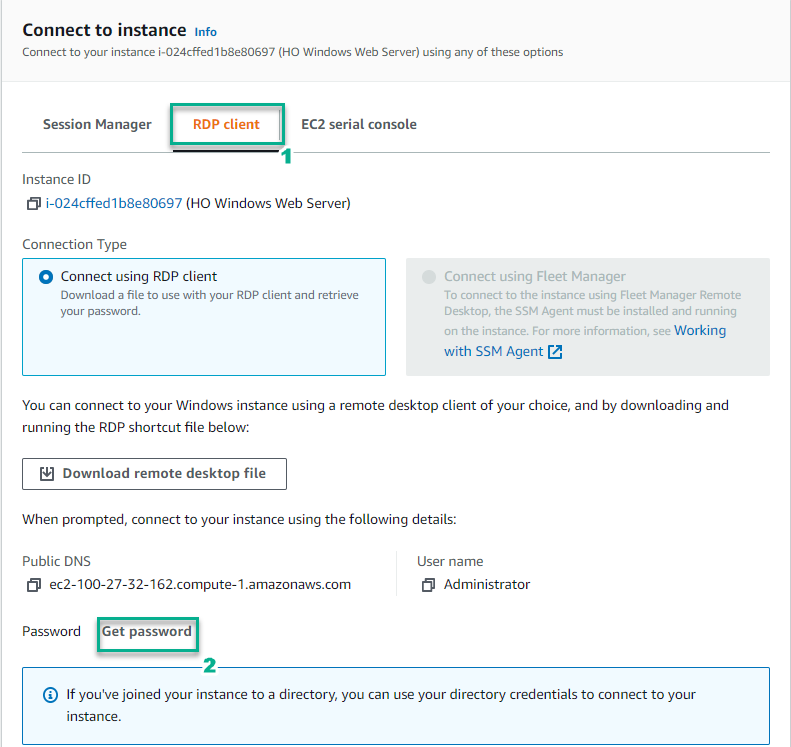 Connect to instance Info
Connect to your instance i-024cffed1b8e80697 (HO Windows Web Server) using any of these options
Session Manager RDP client EC2 serial console
1
Instance ID
i-024cffed1b8e80697 (HO Windows Web Server)
Connection Type
Connect using RDP client
Download a file to use with your RDP client and retrieve
your password.
Connect using Fleet Manager
To connect to the instance using Fleet Manager Remote
Desktop, the SSM Agent must be installed and running
on the instance. For more information, see Working
with SSM Agent
You can connect to your Windows instance using a remote desktop client of your choice, and by downloading and
running the RDP shortcut file below:
Download remote desktop file
When prompted, connect to your instance using the following details:
Public DNS
ec2-100-27-32-162.compute-1.amazonaws.com
User name
Administrator
Password Get password
2
If you've joined your instance to a directory, you can use your directory credentials to connect to your
instance.